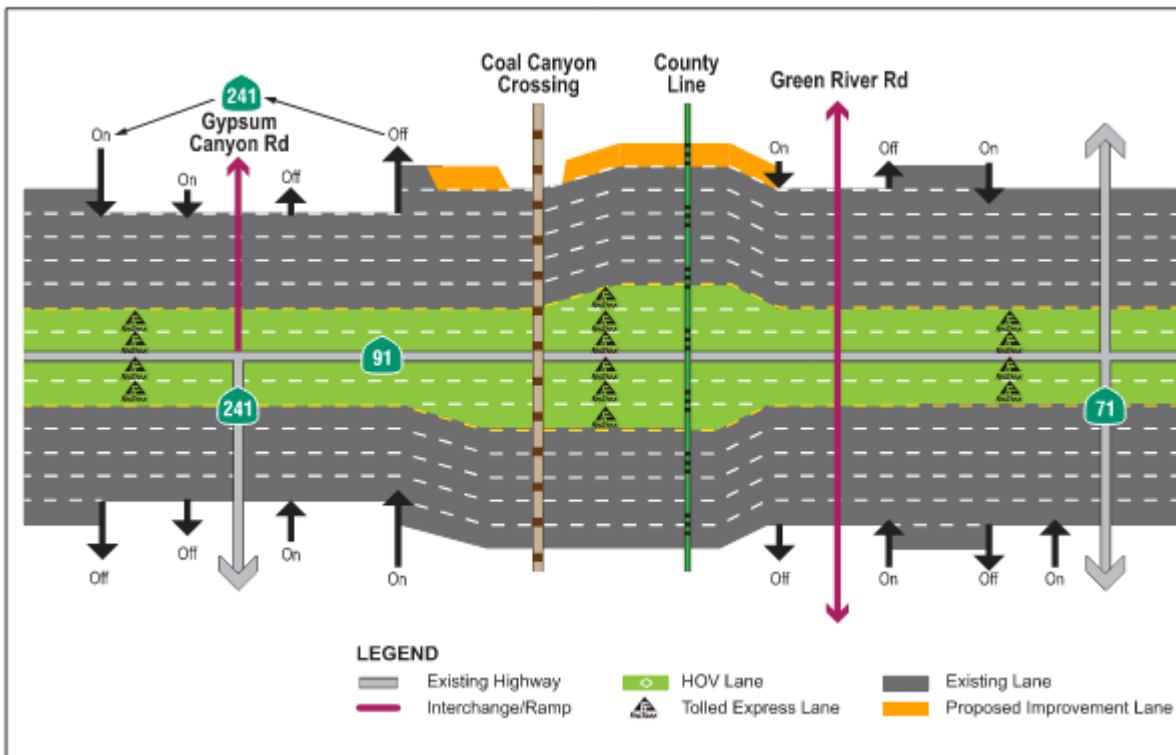 Coal Canyon
Crossing
County
Line
Green River Rd
241
Gypsum
Canyon Rd
On
Off
On
Off
On
Off
On
91
241
71
Off
Off
On
On
Off
On
Off
On
LEGEND
Existing Highway
HOV Lane
Existing Lane
Interchange/Ramp
Tolled Express Lane
Proposed Improvement Lane